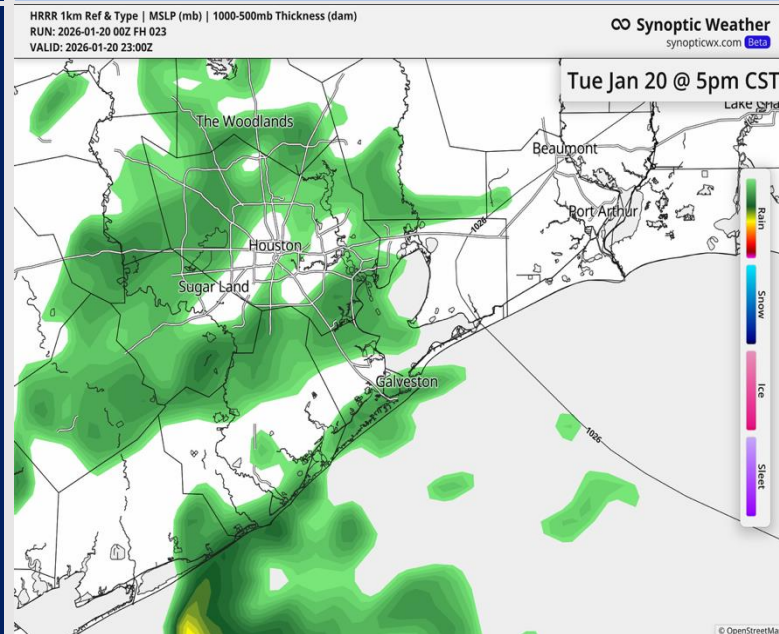 HRRR 1km Ref & Type | MSLP (mb) | 1000-500mb Thickness (dam)
RUN: 2026-01-20 00Z FH 023
VALID: 2026-01-20 23:00Z
Synoptic Weather
synopticwx.com Beta
Tue Jan 20 @ 5pm CST
Lake Cha
The Woodlands
Beaumont
Port Arthur
1026
Houston
Sugar Land
Galveston
1026
Rain
Snow
Ice
Sleet
© OpenStreetMa